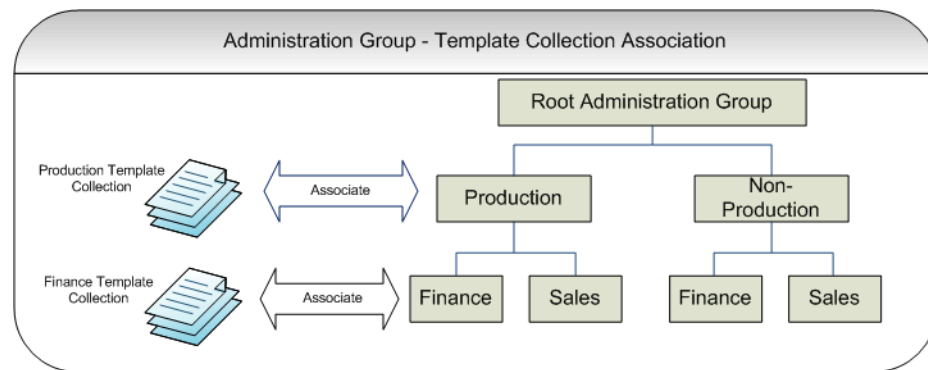 Administration Group - Template Collection Association
Root Administration Group
Production Template
Collection
Associate
Production
Non-
Production
Finance Template
Collection
Associate
Finance
Sales
Finance
Sales